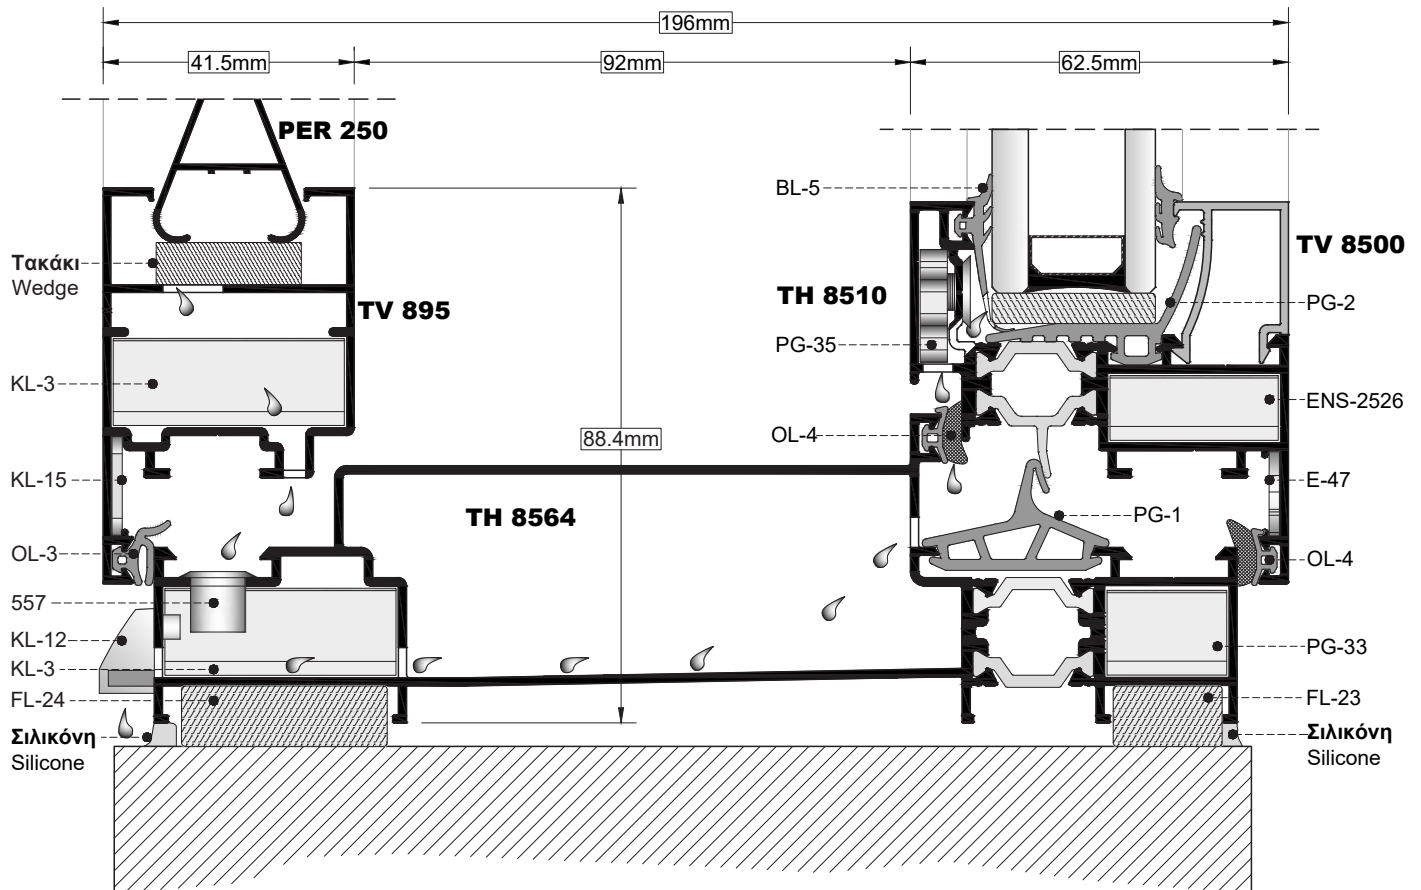 196mm
41.5mm
92mm
62.5mm
PER 250
BL-5
TV 8500
Τακάκι
Wedge
TH 8510
TV 895
PG-2
PG-35
KL-3
ENS-2526
OL-4
88.4mm
KL-15
E-47
TH 8564
PG-1
OL-3
OL-4
557
KL-12
PG-33
KL-3
FL-24
FL-23
Σιλικόνη
Silicone
Σιλικόνη
Silicone